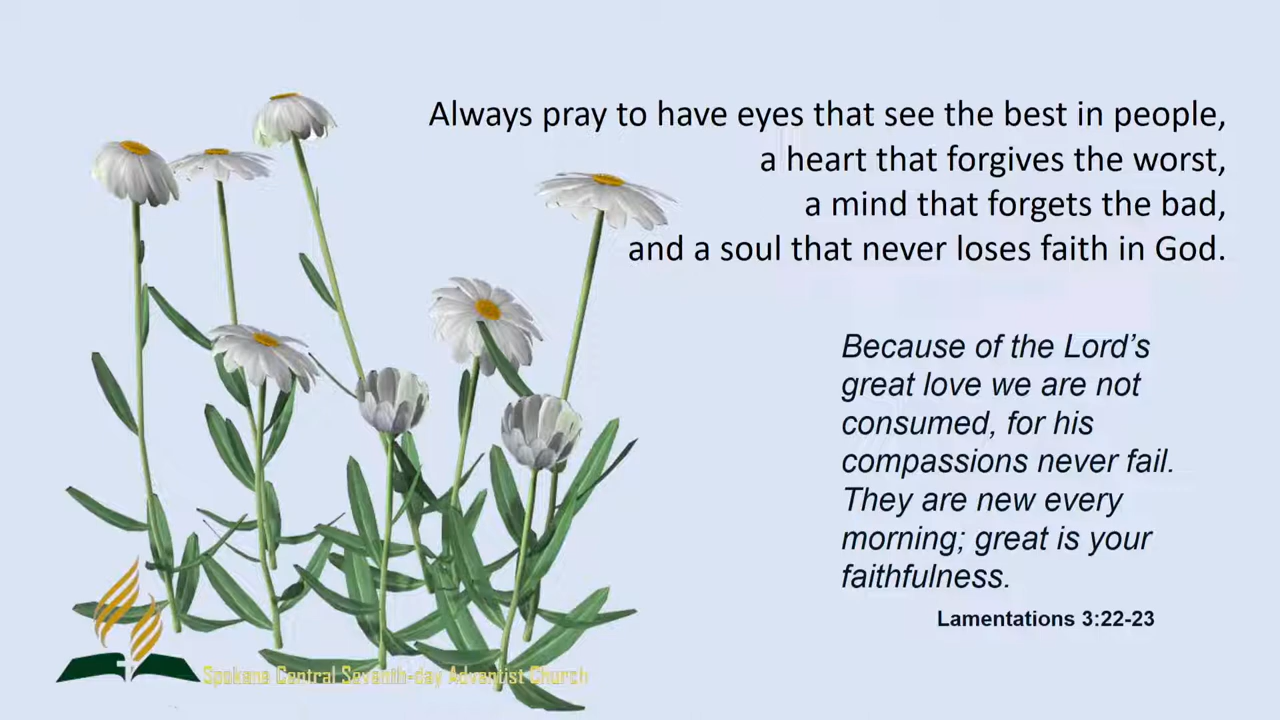 Always pray to have eyes that see the best in people,
a heart that forgives the worst,
a mind that forgets the bad,
and a soul that never loses faith in God.
Because of the Lord’s
great love we are not
consumed, for his
compassions never fail.
They are new every
morning; great is your
faithfulness.
Lamentations 3:22-23
Spokane Central Seventh-day Adventist Church